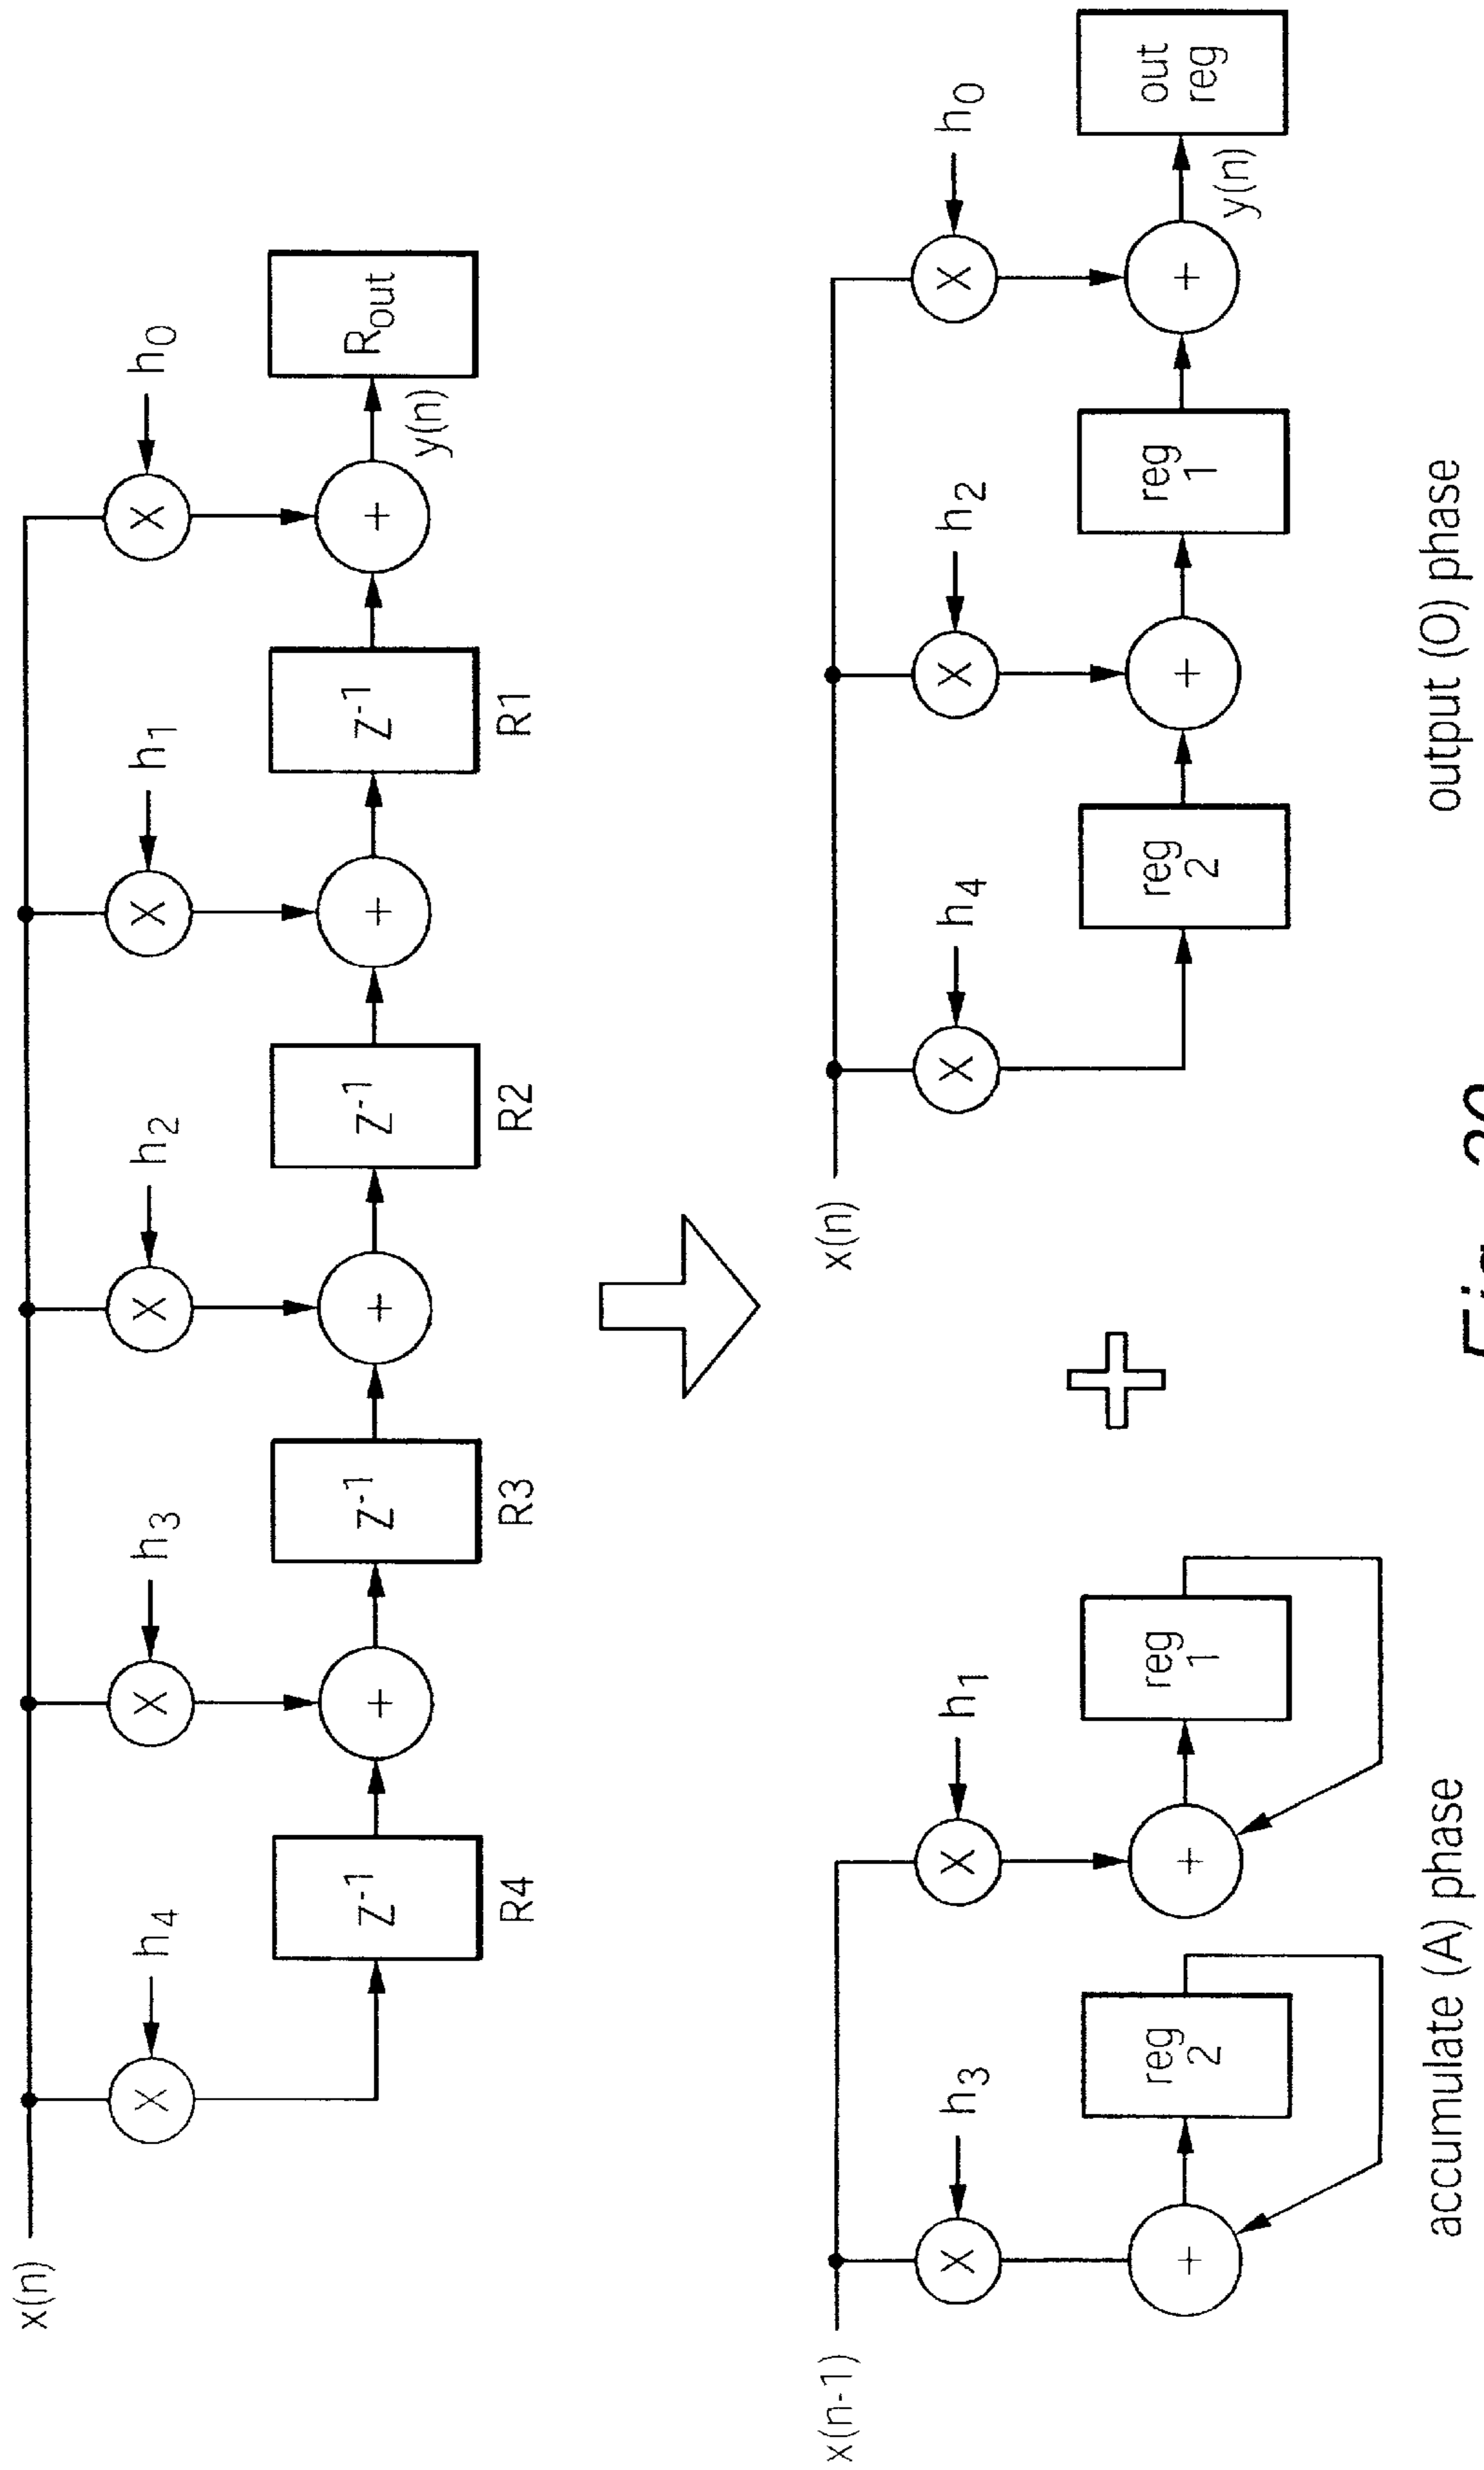 x(n)
h4
h3
h2
h1
h0
Z-1
Z-1
Z-1
Z-1
Rout
X
X
X
X
X
+
+
+
+
y(n)
R4
R3
R2
R1
x(n-1)
h3
h1
X
X
+
reg
2
+
reg
1
accumulate (A) phase
x(n)
h4
h2
h0
X
X
X
reg
2
+
reg
1
+
y(n)
out
reg
output (O) phase